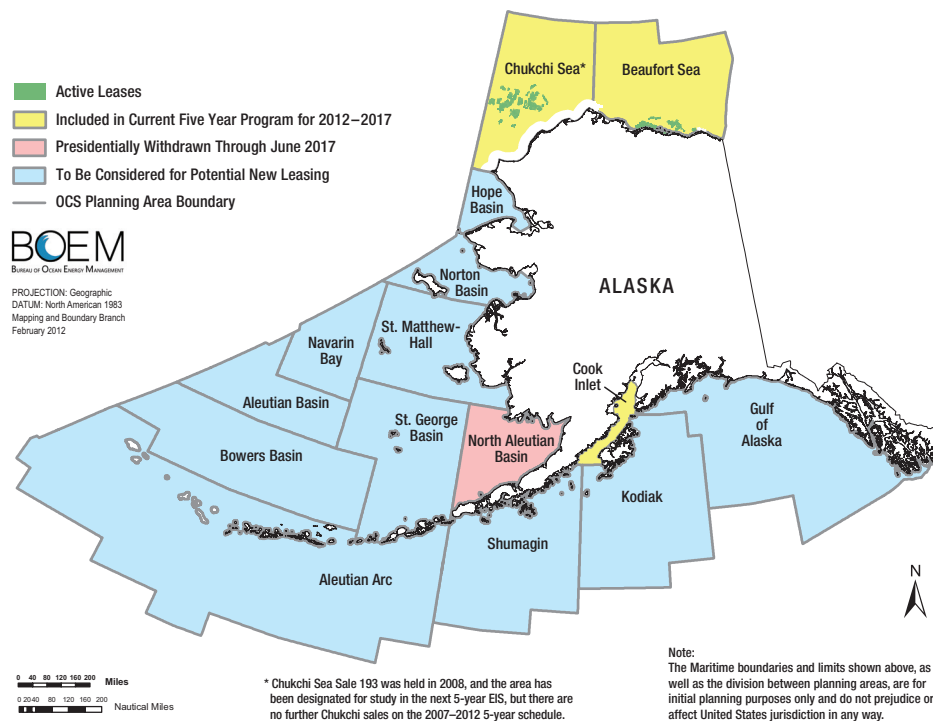 Chukchi Sea*
Beaufort Sea
Active Leases
Included in Current Five Year Program for 2012–2017
Presidentially Withdrawn Through June 2017
To Be Considered for Potential New Leasing
OCS Planning Area Boundary
BOEM
BUREAU OF OCEAN ENERGY MANAGEMENT
PROJECTION: Geographic
DATUM: North American 1983
Mapping and Boundary Branch
February 2012
Hope
Basin
Norton
Basin
ALASKA
St. Matthew-
Hall
Navarin
Bay
Cook
Inlet
Aleutian Basin
St. George
Basin
North Aleutian
Basin
Gulf
of
Alaska
Bowers Basin
Kodiak
Shumagin
Aleutian Arc
N
0 40 80 120 160 200 Miles
0 20 40 80 120 160 200 Nautical Miles
* Chukchi Sea Sale 193 was held in 2008, and the area has
been designated for study in the next 5-year EIS, but there are
no further Chukchi sales on the 2007–2012 5-year schedule.
Note:
The Maritime boundaries and limits shown above, as
well as the division between planning areas, are for
initial planning purposes only and do not prejudice or
affect United States jurisdiction in any way.